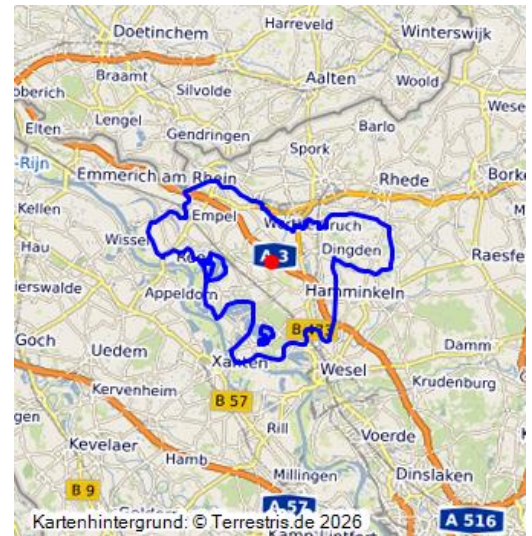 Doetinchem
Harreveld
Winterswijk
Braamt
Silvolde
Aalten
Woold
Lengel
Elten
Gendringen
Barlo
Spork
-Rijn
Emmerich am Rhein
Rhede
Kellen
Empel
Wissel
Dingden
Raesfe
Hau
A 3
Appeldorn
Hamminkeln
Goch
Uedem
Damm
Xanten
Wesel
Krudenburg
Kervenheim
B 57
Rill
Voerde
Kevelaer
Hamb
Millingen
Dinslaken
B 9
A 57
A 516
Kartenhintergrund: © Terrestris.de 2026